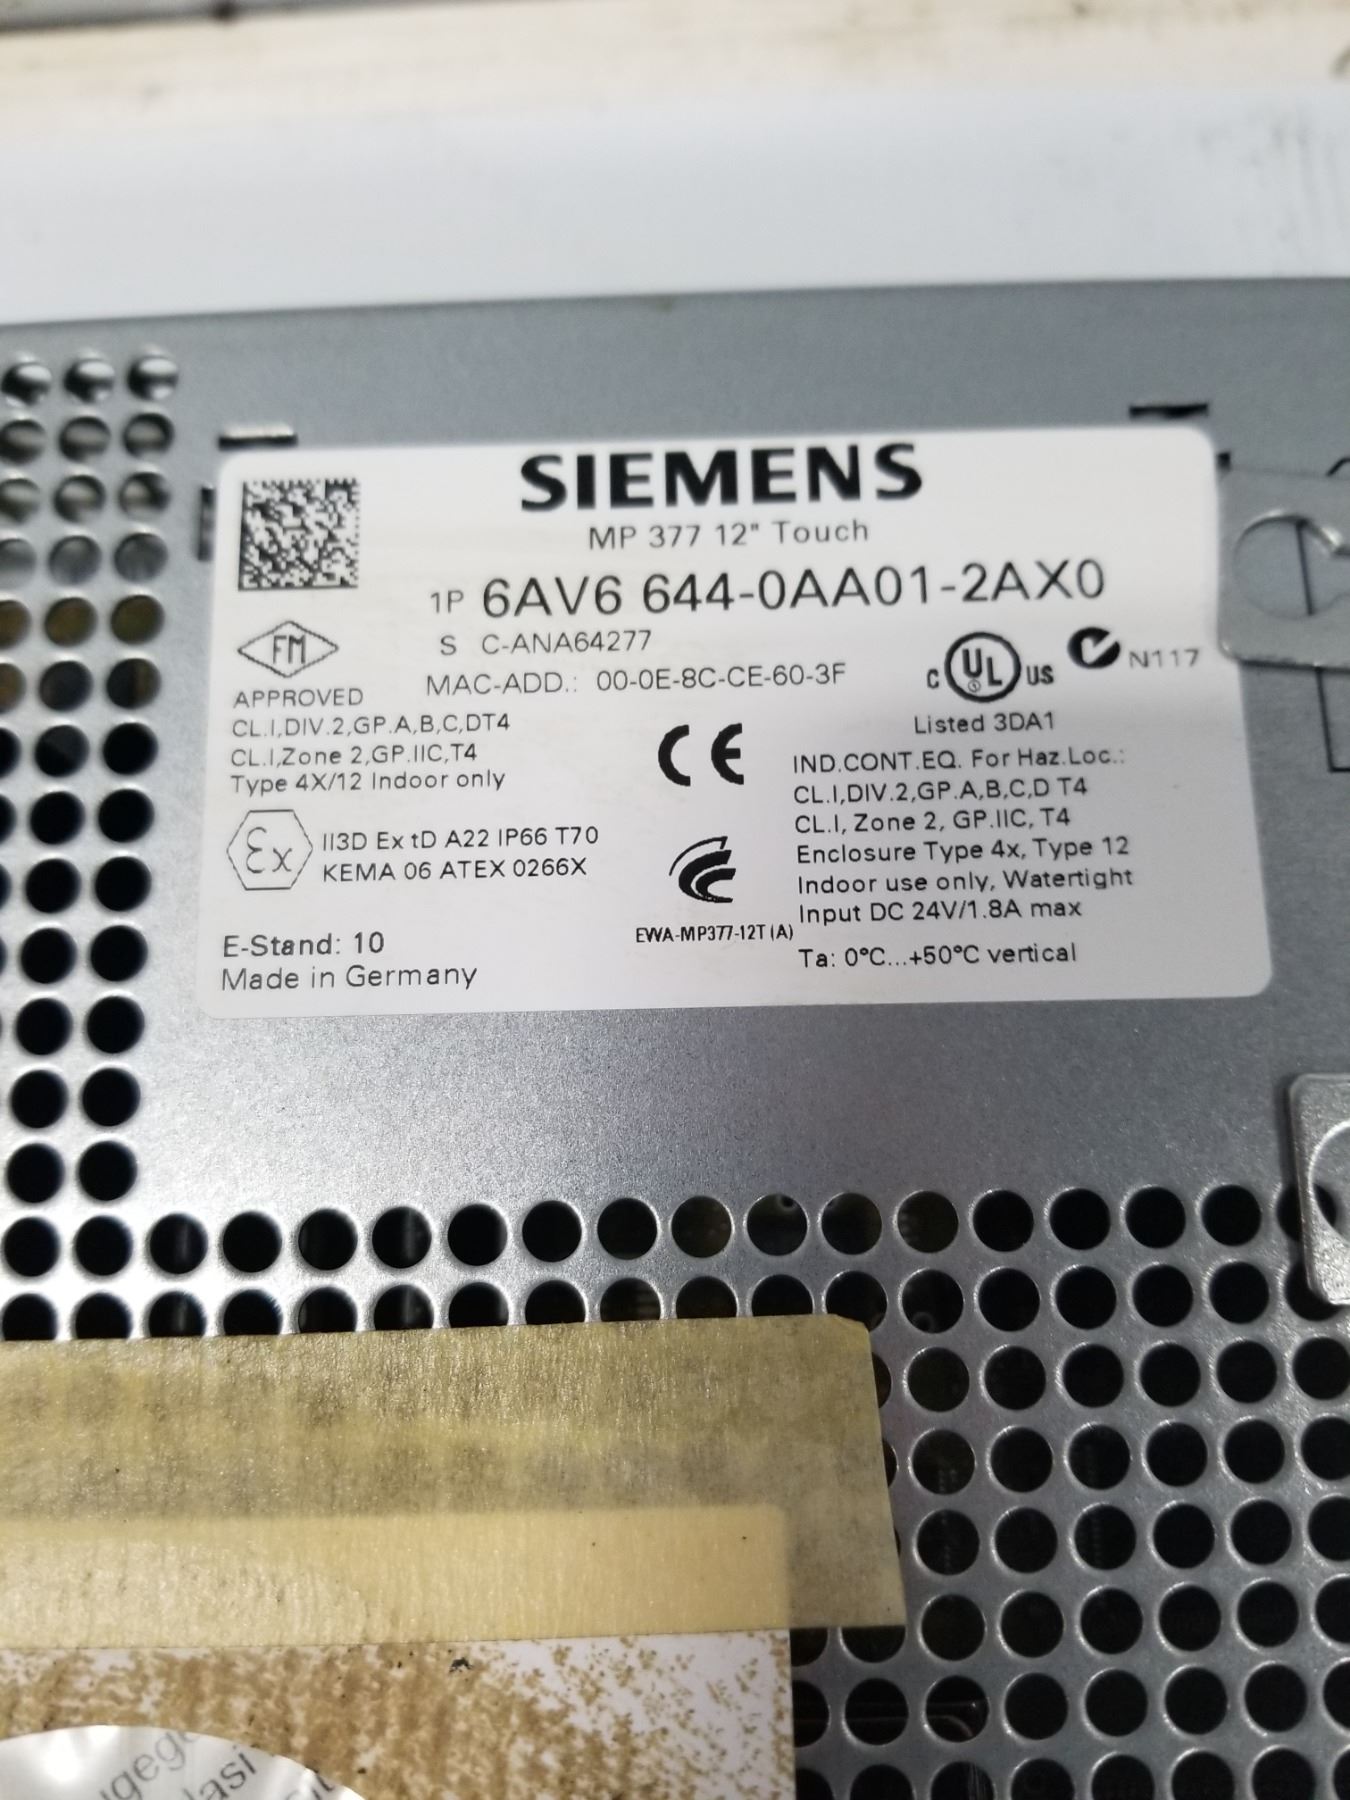 SIEMENS
MP 377 12" Touch
1P 6AV6 644-0AA01-2AX0
S C-ANA64277
MAC-ADD.: 00-0E-8C-CE-60-3F
FM
APPROVED
CL.I,DIV.2,GP.A,B,C,DT4
CL.I,Zone 2,GP.IIC,T4
Type 4X/12 Indoor only
Ex
II3D Ex tD A22 IP66 T70
KEMA 06 ATEX 0266X
E-Stand: 10
Made in Germany
CE
EWA-MP377-12T(A)
C UL US
N117
Listed 3DA1
IND.CONT.EQ. For Haz.Loc.:
CL.I,DIV.2,GP.A,B,C,D T4
CL.I, Zone 2, GP.IIC, T4
Enclosure Type 4x, Type 12
Indoor use only, Watertight
Input DC 24V/1.8A max
Ta: 0°C...+50°C vertical